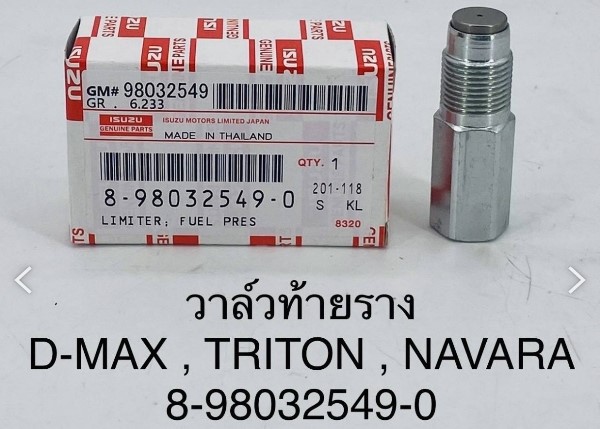 GM# 98032549
GR . 6.233
ISUZU
GENUINE PARTS
ISUZU MOTORS LIMITED JAPAN
MADE IN THAILAND
QTY. 1
8-98032549-0
201-118
S KL
LIMITER; FUEL PRES
8320
วาล์วท้ายราง
D-MAX , TRITON , NAVARA
8-98032549-0